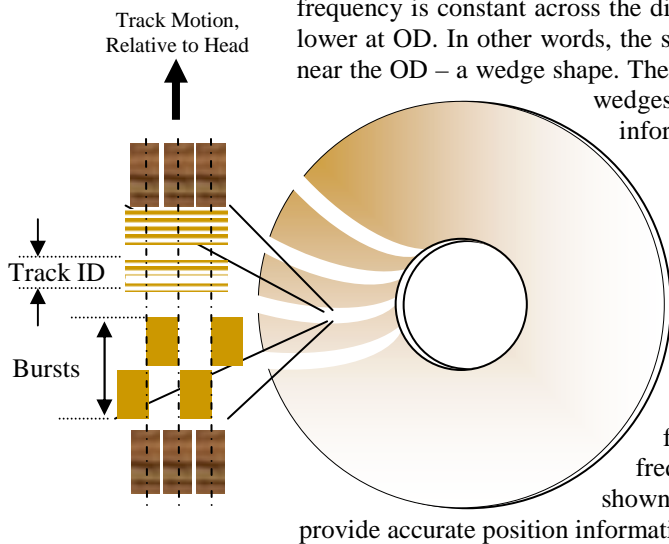 Track Motion,
Relative to Head
frequency is constant across the di
lower at OD. In other words, the s
near the OD – a wedge shape. The
wedges
infor
Track ID
Bursts
f
fre
shown
provide accurate position informati